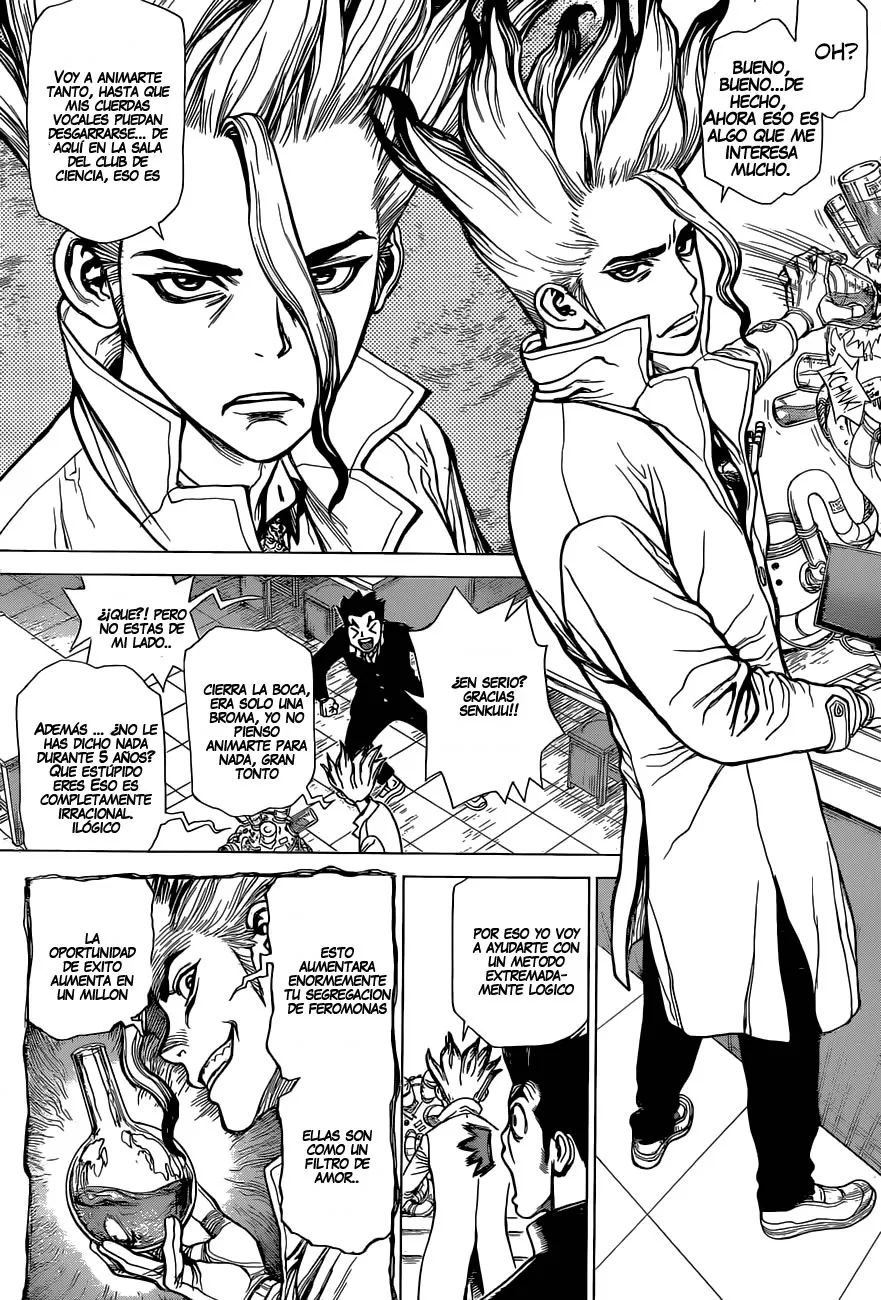 OH?
BUENO,
BUENO...DE
HECHO,
AHORA ESO ES
ALGO QUE ME
INTERESA
MUCHO.
VOY A ANIMARTE
TANTO, HASTA QUE
MIS CUERDAS
VOCALES PUEDAN
DESGARRARSE... DE
AQUÍ EN LA SALA
DEL CLUB DE
CIENCIA, ESO ES
¿EN SERIO?
GRACIAS
SENKUU!!
CIERRA LA BOCA,
ERA SOLO UNA
BROMA, YO NO
PIENSO
ANIMARTE PARA
NADA, GRAN
TONTO
¿¡QUE?! PERO
NO ESTAS DE
MI LADO..
ADEMÁS ... ¿NO LE
HAS DICHO NADA
DURANTE 5 AÑOS?
QUE ESTÚPIDO
ERES ESO ES
COMPLETAMENTE
IRRACIONAL.
ILÓGICO
POR ESO YO VOY
A AYUDARTE CON
UN METODO
EXTREMADA-
MENTE LOGICO
ESTO
AUMENTARA
ENORMEMENTE
TU SEGREGACION
DE FEROMONAS
LA
OPORTUNIDAD
DE EXITO
AUMENTA EN
UN MILLON
ELLAS SON
COMO UN
FILTRO DE
AMOR..